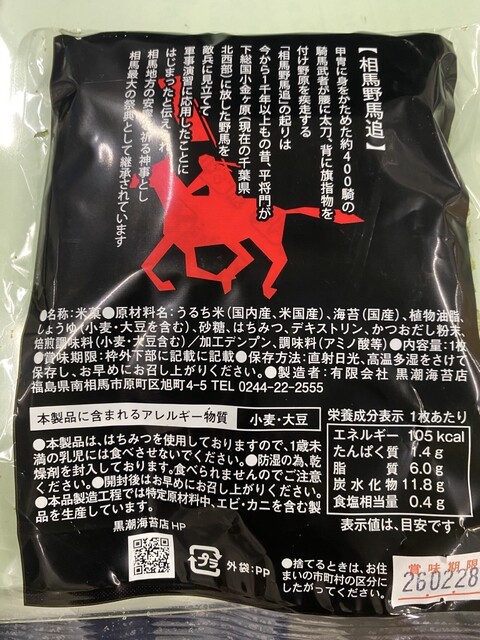 【相馬野馬追】
甲冑に身をかためた約400騎の
騎馬武者が腰に太刀、背に旗指物を
付け野原を疾走する
「相馬野馬追」の起りは
今から1千年以上もの昔、平将門が
下総国小金ヶ原(現在の千葉県
北西部)に放した野馬を
敵兵に見立てて
軍事演習に応用したことに
はじまったと伝え
相馬地方の安 祈る神事とし
相馬最大の祭典として継承されています
●名称:米菓●原材料名:うるち米(国内産、米国産)、海苔(国産)、植物油脂、
しょうゆ(小麦・大豆を含む)、砂糖、はちみつ、デキストリン、かつおだし粉末、
焙煎調味料(小麦・大豆含む)/加工デンプン、調味料(アミノ酸等)●内容量:1枚
●賞味期限:枠外下部に記載に記載●保存方法:直射日光、高温多湿をさけて
保存し、お早めにお召し上がりください。●製造者:有限会社 黒潮海苔店
福島県南相馬市原町区旭町4-5 TEL 0244-22-2555
本製品に含まれるアレルギー物質 小麦・大豆
●本製品は、はちみつを使用しておりますので、1歳未
満の乳児には食べさせないでください。●防湿の為、乾
燥剤を封入しております。食べられませんのでご注意
ください。●開封後はお早めにお召し上がりください。
●本品製造工程では特定原材料中、エビ・カニを含む製
品を生産しています。
栄養成分表示 1枚あたり
エネルギー 105kcal
たんぱく質 1.4g
脂質 6.0g
炭水化物 11.8g
食塩相当量 0.4g
表示値は、目安です
黒潮海苔店HP
プラ
外袋:PP
●捨てるときは、お住
まいの市町村の区分に
したがってください。
賞味期限
260228